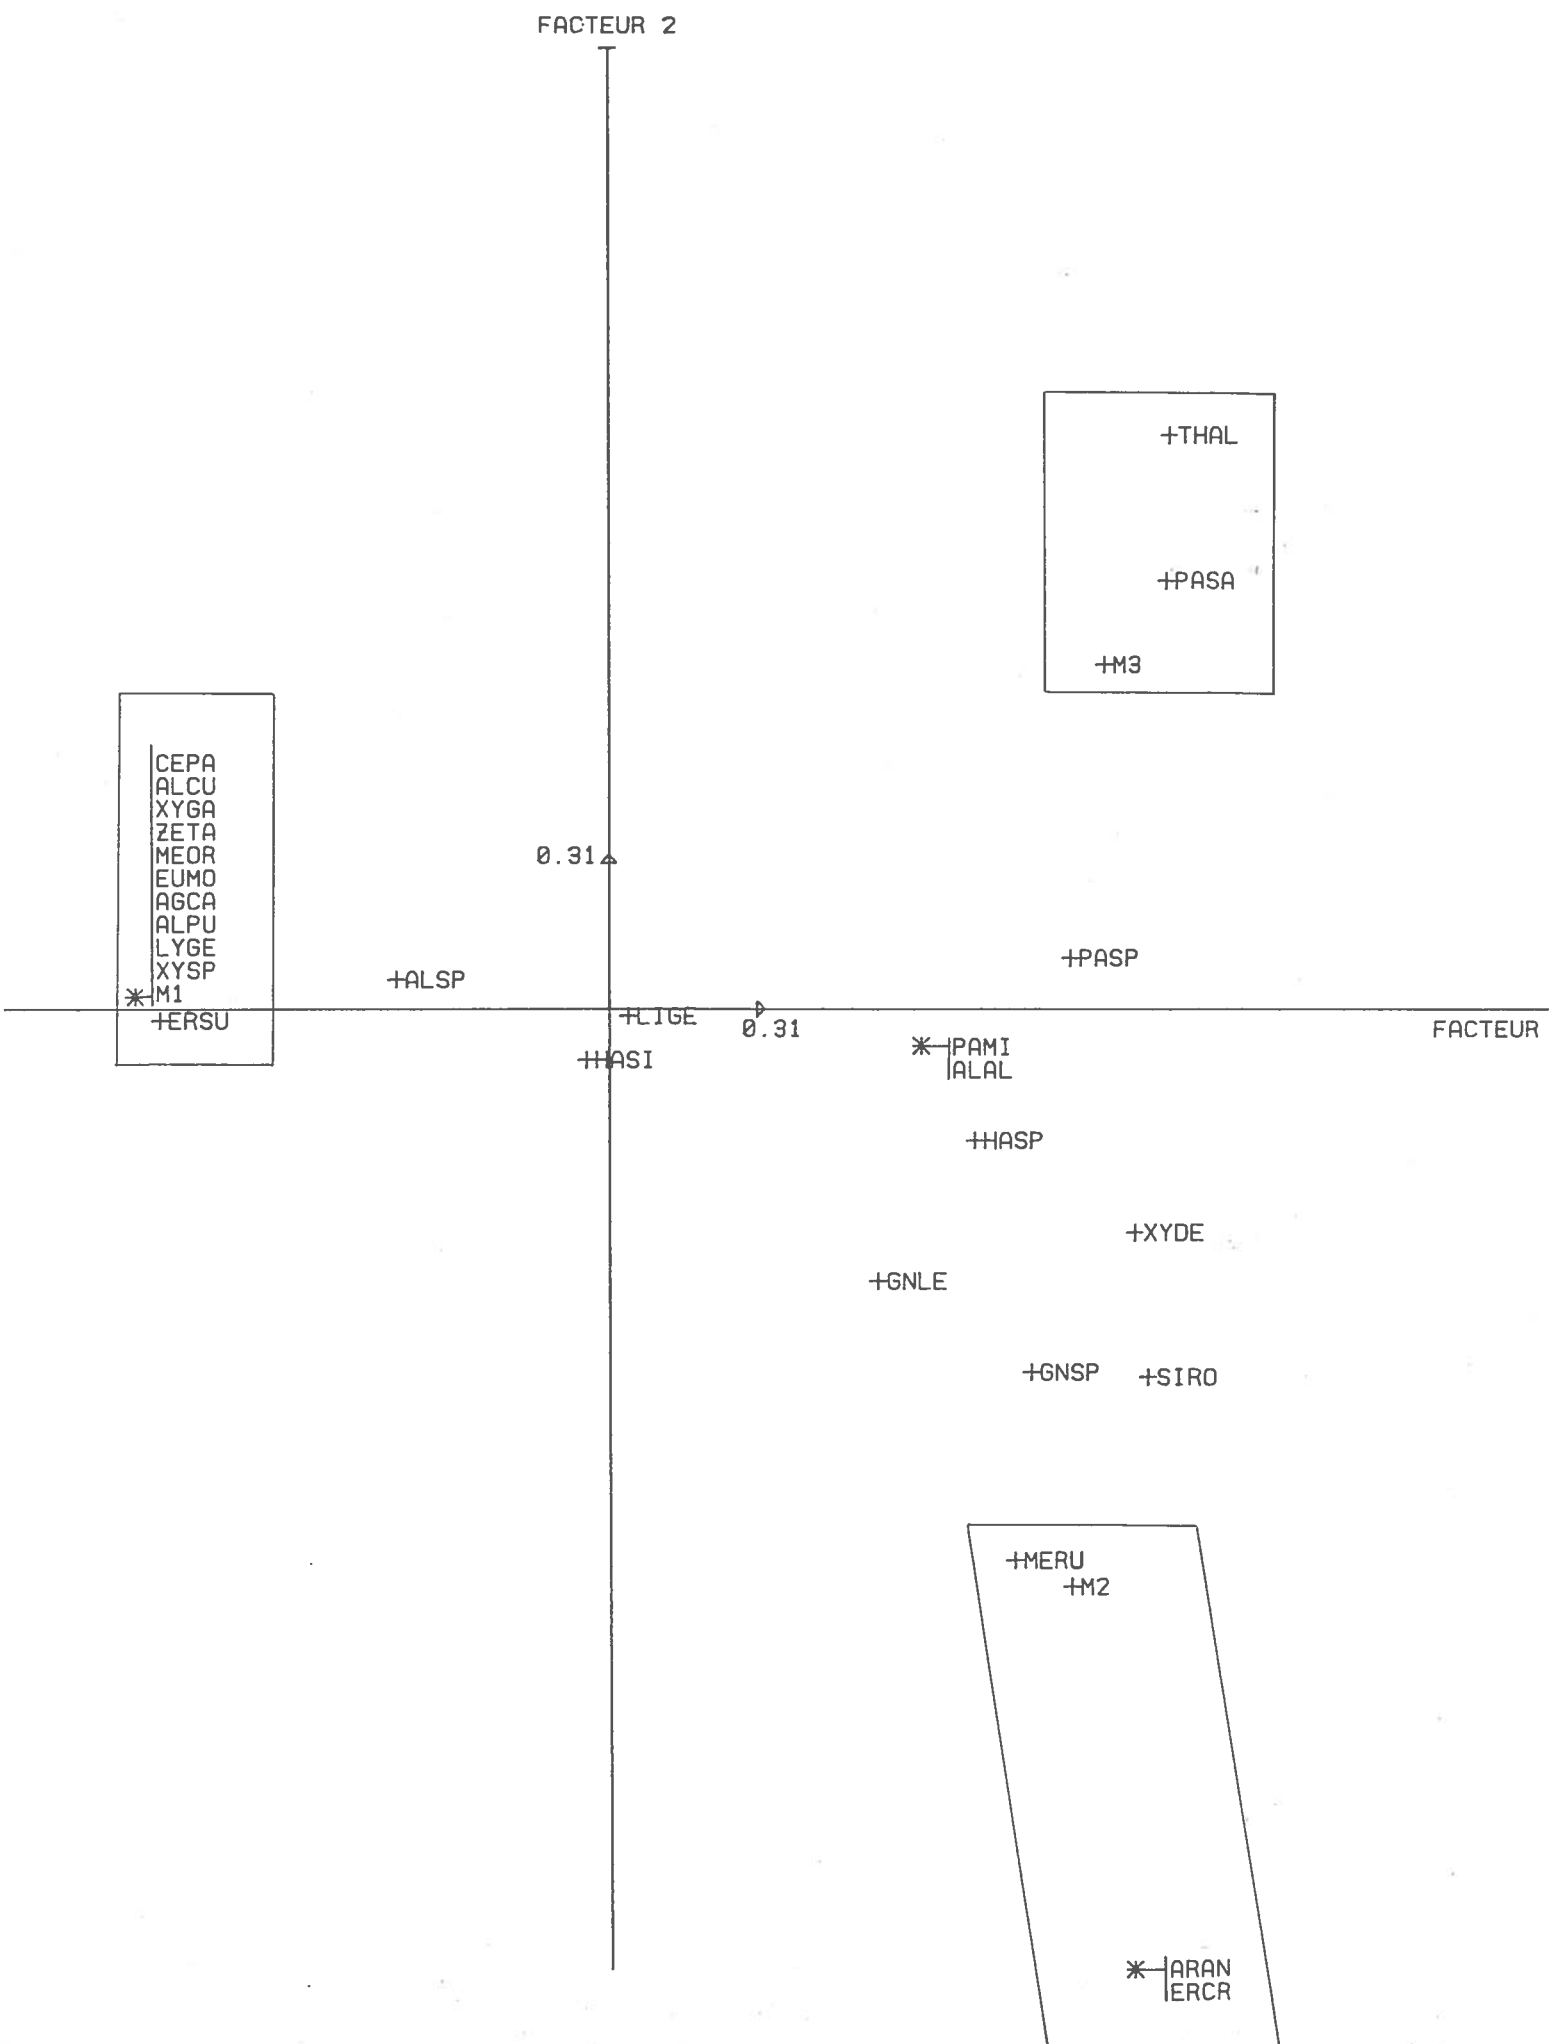 FACTEUR 2
+THAL
+PASA
+M3
CEPA
ALCU
XYGA
ZETA
MEOR
0.31
EUMO
AGCA
ALPU
LYGE
+PASP
XYSP
+ALSP
M1
+LIGE
+ERSU
0.31
FACTEUR
PAMI
+HASI
ALAL
+HASP
+XYDE
+GNLE
+GNSP
+SIRO
+MERU
+M2
ARAN
ERCR